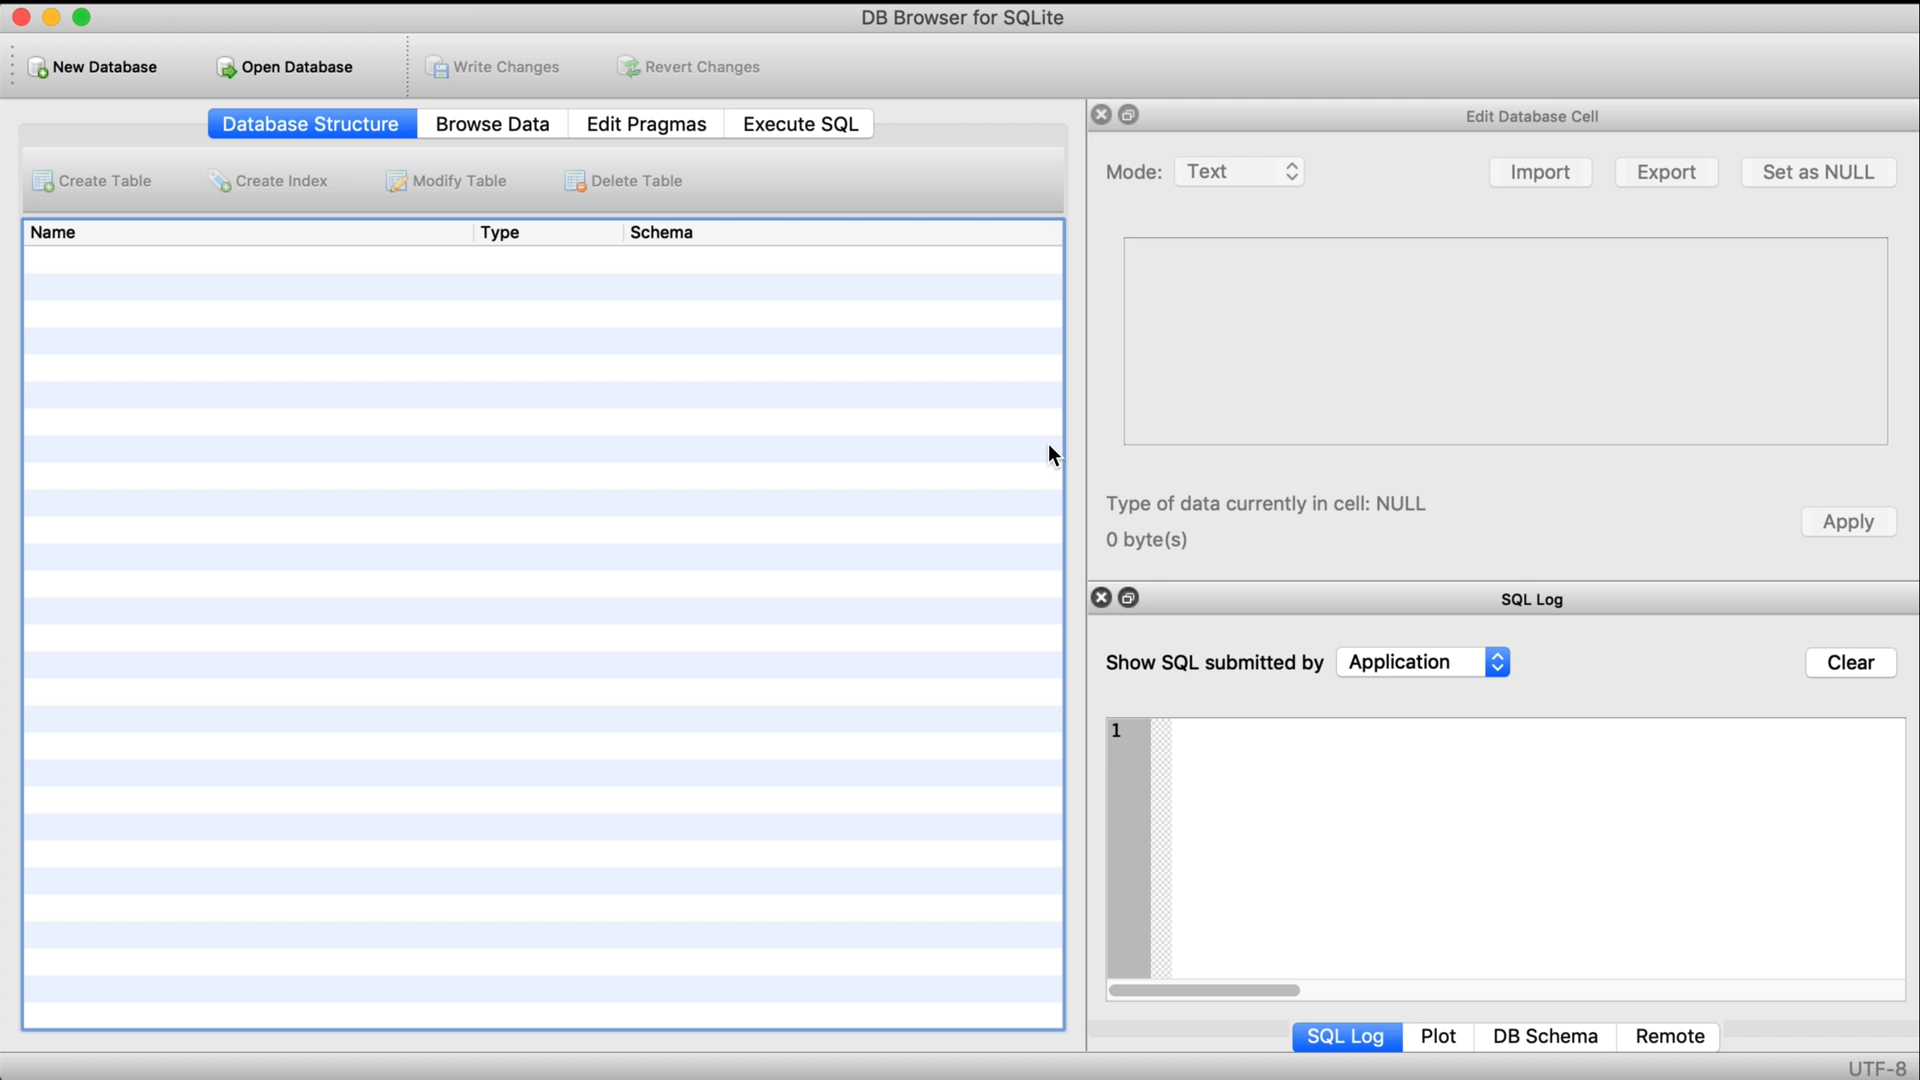 DB Browser for SQLite
New Database
Open Database
Write Changes
Revert Changes
Database Structure
Browse Data
Edit Pragmas
Execute SQL
Create Table
Create Index
Modify Table
Delete Table
Name
Type
Schema
Edit Database Cell
Mode:
Text
Import
Export
Set as NULL
Type of data currently in cell: NULL
0 byte(s)
Apply
SQL Log
Show SQL submitted by
Application
Clear
1
SQL Log
Plot
DB Schema
Remote
UTF-8